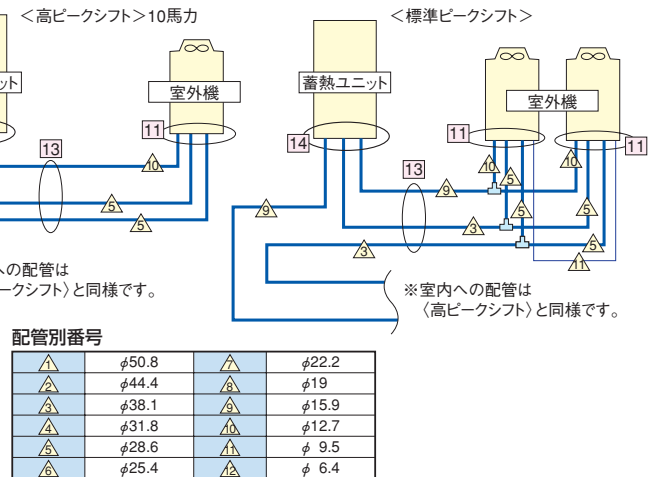 <高ピークシフト>10馬力
ット
室外機
11
13
10
5
5
への配管は
ークシフト〉と同様です。
<標準ピークシフト>
蓄熱ユニット
室外機
14
11
11
13
10
10
5
9
9
5
5
3
5
3
11
※室内への配管は
〈高ピークシフト〉と同様です。
配管別番号
1 φ50.8 7 φ22.2
2 φ44.4 8 φ19
3 φ38.1 9 φ15.9
4 φ31.8 10 φ12.7
5 φ28.6 11 φ 9.5
6 φ25.4 12 φ 6.4